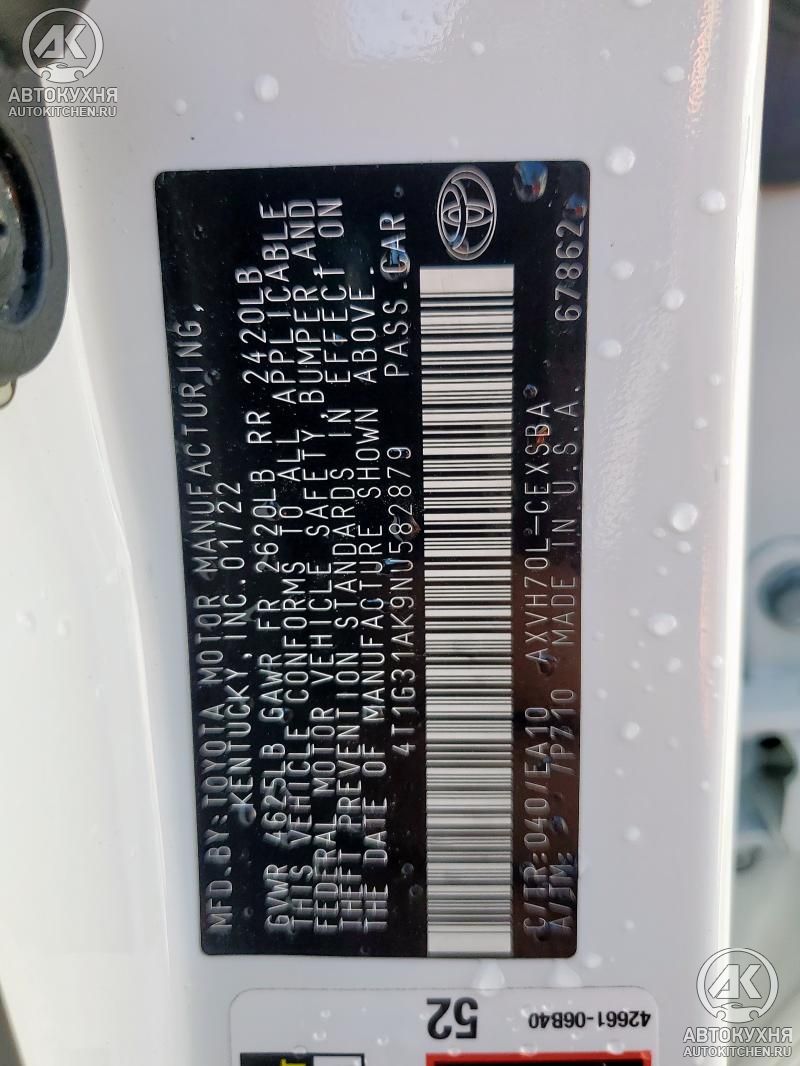 AK
АВТОКУХНЯ
AUTOKITCHEN.RU
MFD.BY:TOYOTA MOTOR MANUFACTURING,
KENTUCKY, INC. 01/22
GVWR 4625LB GAWR FR 2620LB RR 2420LB
THIS VEHICLE CONFORMS TO ALL APPLICABLE
FEDERAL MOTOR VEHICLE SAFETY,BUMPER AND
THEFT PREVENTION STANDARDS IN EFFECT ON
THE DATE OF MANUFACTURE SHOWN ABOVE.
4T1G31AK9NU582879 PASS.CAR
C/TR:040/EA10 AXVH70L-CEXSBA
A/TM: /P710 MADE IN U.S.A. 67862
52
42661-06B40
AK
АВТОКУХНЯ
AUTOKITCHEN.RU